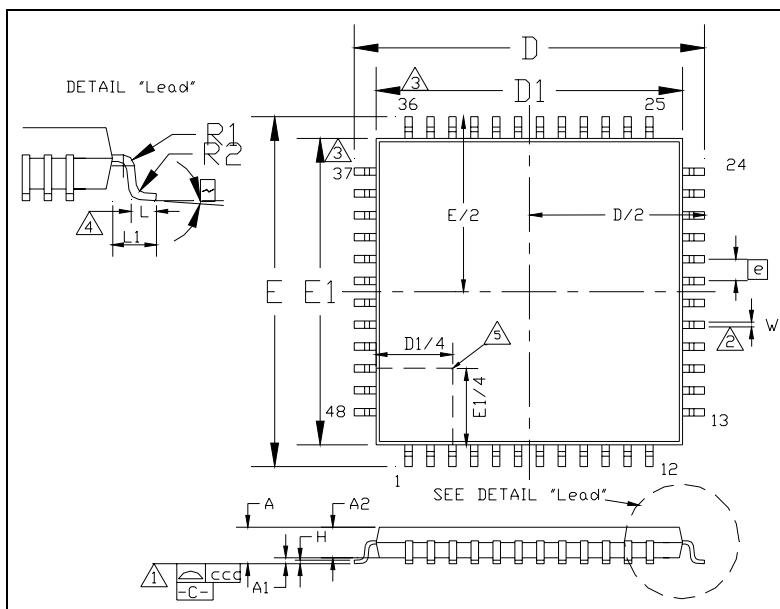 D
DETAIL "Lead"
3
D1
36
25
R1
R2
3
37
24
E/2
D/2
4
L
L1
e
E
E1
W
2
D1/4
5
E1/4
48
13
1
12
SEE DETAIL "Lead"
A
A2
H
1
ccc
-C-
A1